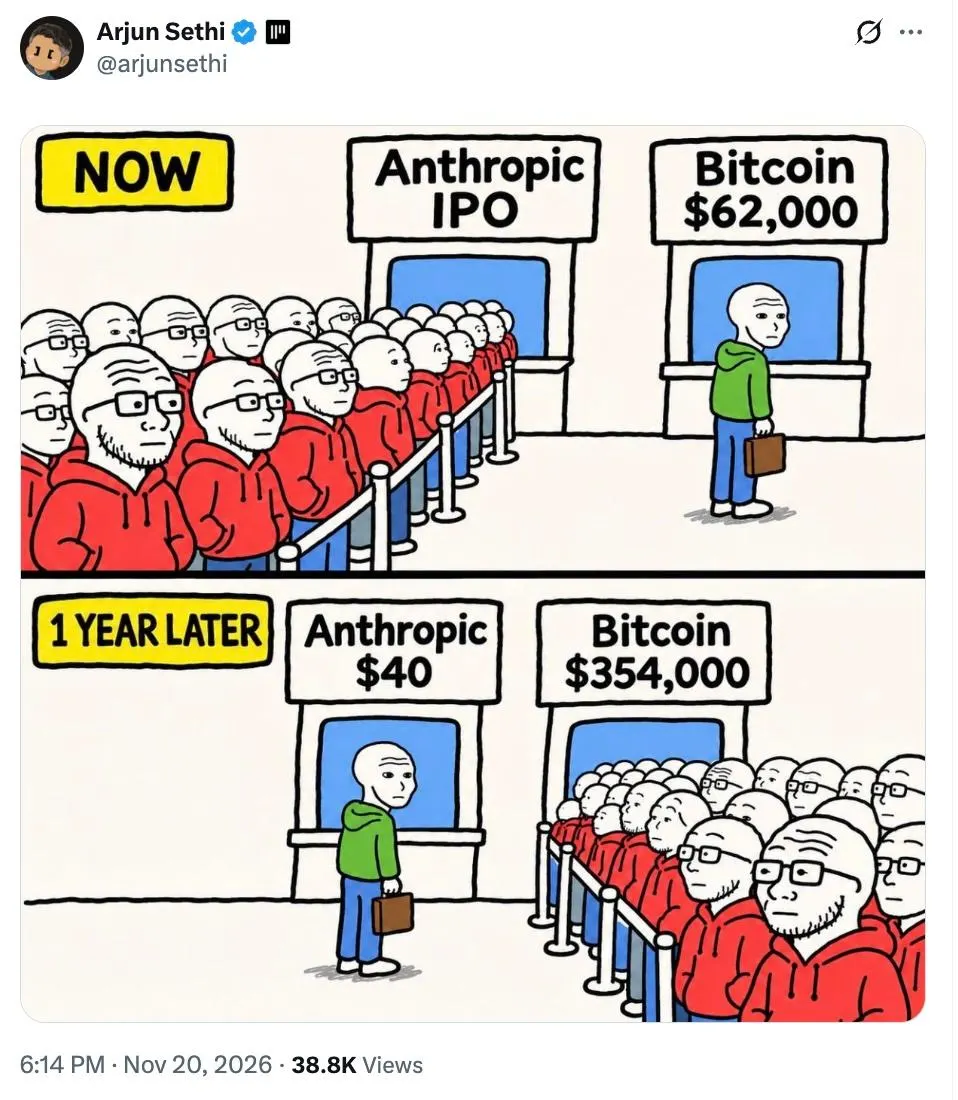 Arjun Sethi
@arjunsethi
NOW
Anthropic
IPO
Bitcoin
$62,000
1 YEAR LATER
Anthropic
$40
Bitcoin
$354,000
6:14 PM · Nov 20, 2026 · 38.8K Views